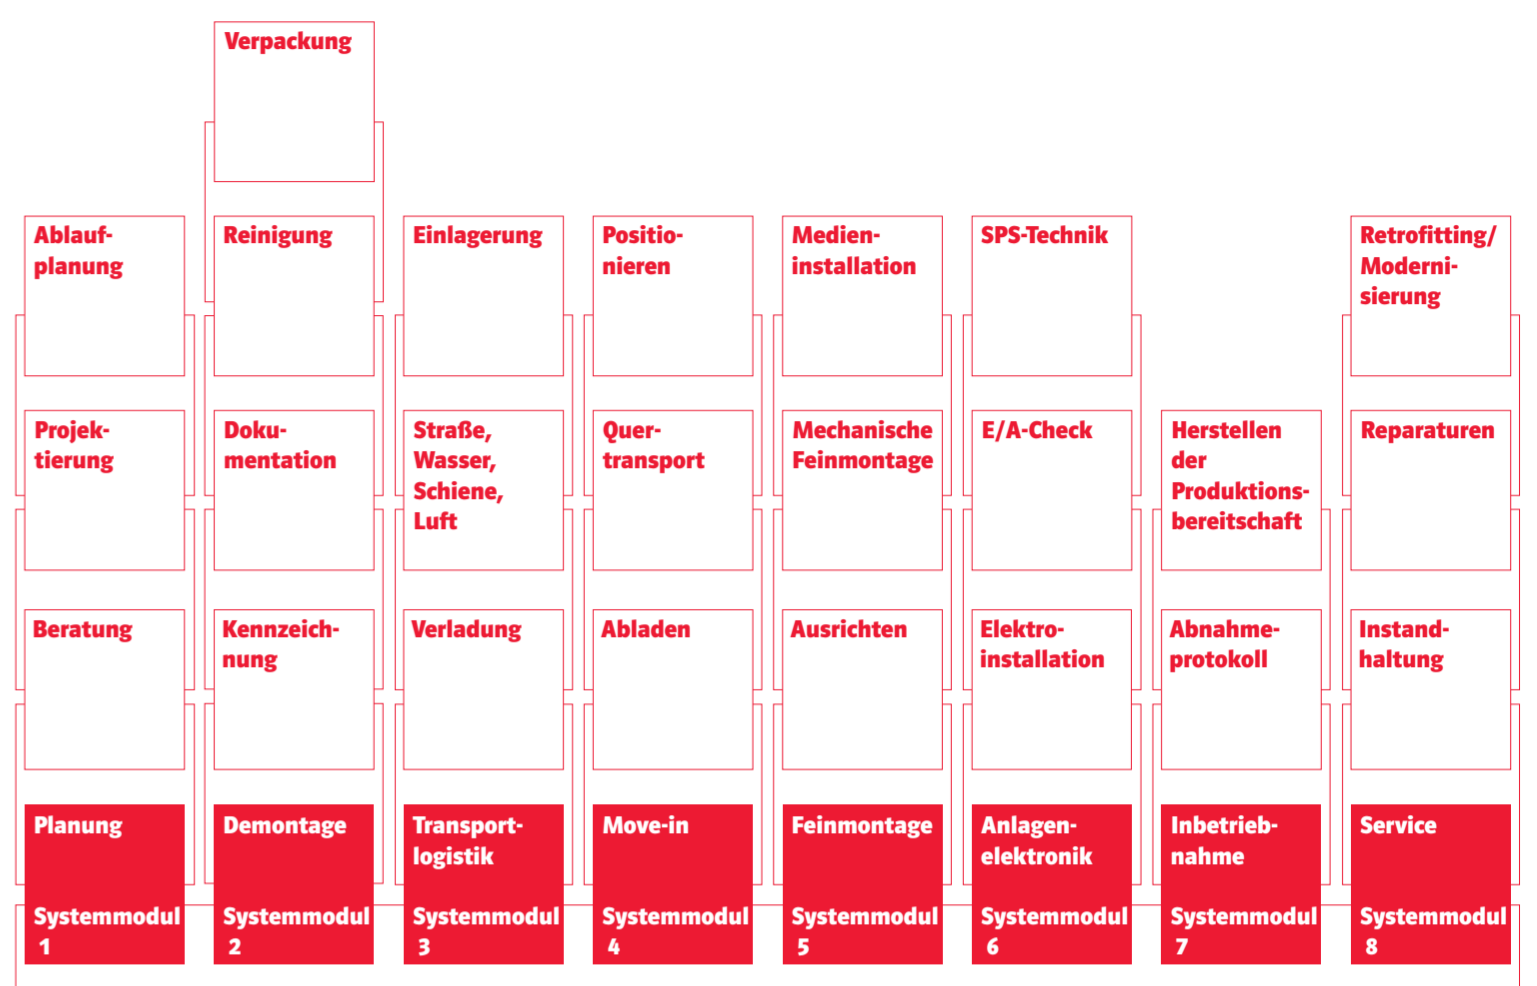 Verpackung
Ablauf-
planung
Reinigung
Einlagerung
Positio-
nieren
Medien-
installation
SPS-Technik
Retrofitting/
Moderni-
sierung
Projek-
tierung
Doku-
mentation
Straße,
Wasser,
Schiene,
Luft
Quer-
transport
Mechanische
Feinmontage
E/A-Check
Herstellen
der
Produktions-
bereitschaft
Reparaturen
Beratung
Kennzeich-
nung
Verladung
Abladen
Ausrichten
Elektro-
installation
Abnahme-
protokoll
Instand-
haltung
Planung
Systemmodul
1
Demontage
Systemmodul
2
Transport-
logistik
Systemmodul
3
Move-in
Systemmodul
4
Feinmontage
Systemmodul
5
Anlagen-
elektronik
Systemmodul
6
Inbetrieb-
nahme
Systemmodul
7
Service
Systemmodul
8